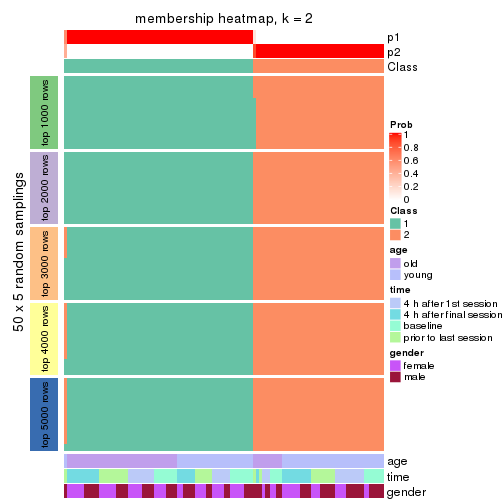 membership heatmap, k = 2
p1
p2
Class
top 1000 rows
top 2000 rows
top 3000 rows
top 4000 rows
top 5000 rows
50 x 5 random samplings
age
time
gender
Prob
1
0.8
0.6
0.4
0.2
0
Class
1
2
age
old
young
time
4 h after 1st session
4 h after final session
baseline
prior to last session
gender
female
male